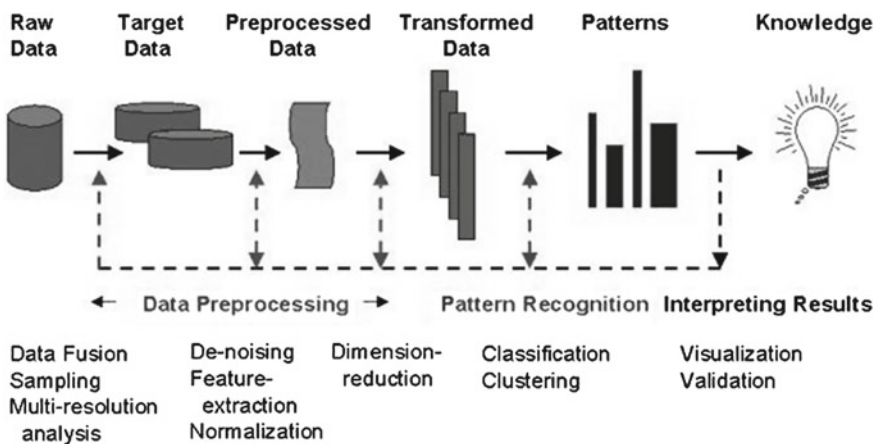 Raw Data
Target Data
Preprocessed Data
Transformed Data
Patterns
Knowledge
Data Preprocessing
Pattern Recognition
Interpreting Results
Data Fusion
Sampling
Multi-resolution
analysis
De-noising
Feature-
extraction
Normalization
Dimension-
reduction
Classification
Clustering
Visualization
Validation